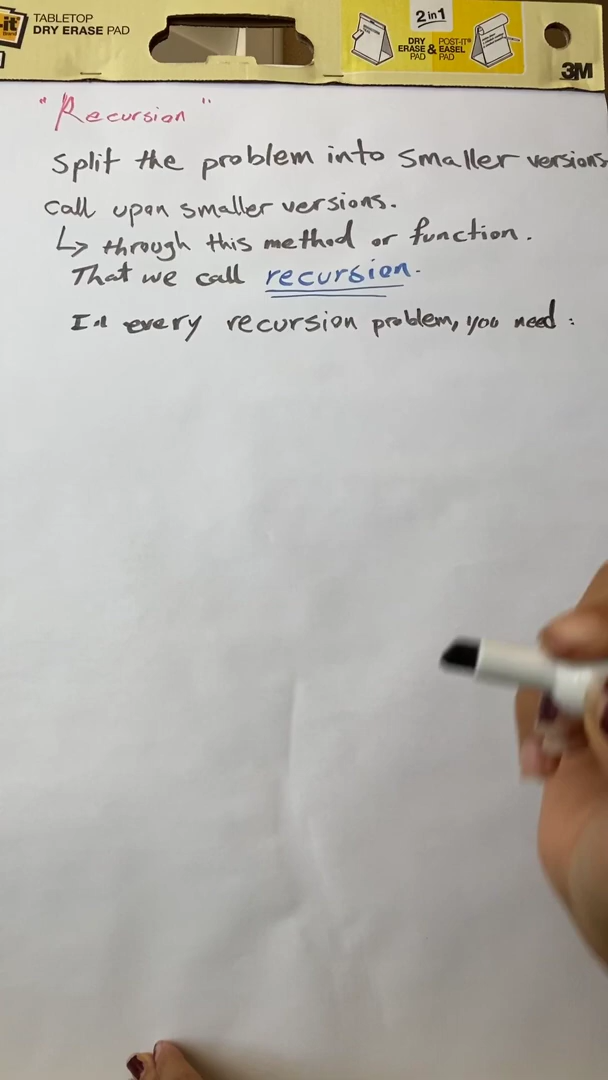 it
TABLETOP
DRY ERASE PAD
2 in 1
DRY ERASE PAD & POST-IT® EASEL PAD
3M
"Recursion"
Split the problem into smaller versions
call upon smaller versions.
↳ through this method or function.
That we call recursion.
In every recursion problem, you need :